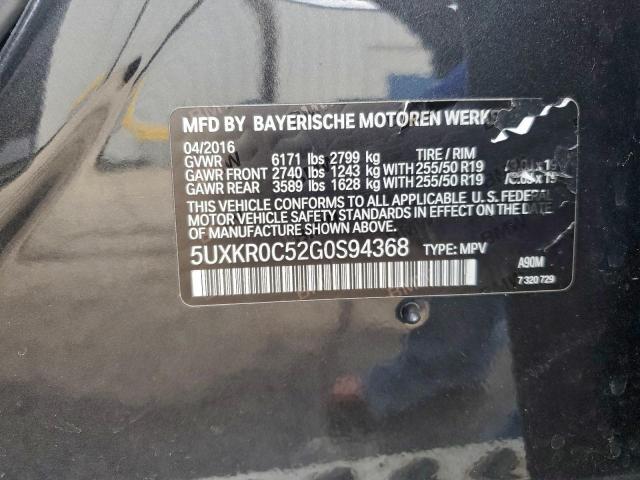 MFD BY BAYERISCHE MOTOREN WERKE
04/2016
GVWR 6171 lbs 2799 kg TIRE / RIM
GAWR FRONT 2740 lbs 1243 kg WITH 255/50 R19
GAWR REAR 3589 lbs 1628 kg WITH 255/50 R19
THIS VEHICLE CONFORMS TO ALL APPLICABLE U.S. FEDERAL
MOTOR VEHICLE SAFETY STANDARDS IN EFFECT ON THE DATE
OF MANUFACTURE SHOWN ABOVE.
5UXKR0C52G0S94368 TYPE: MPV
A90M
7 320 729